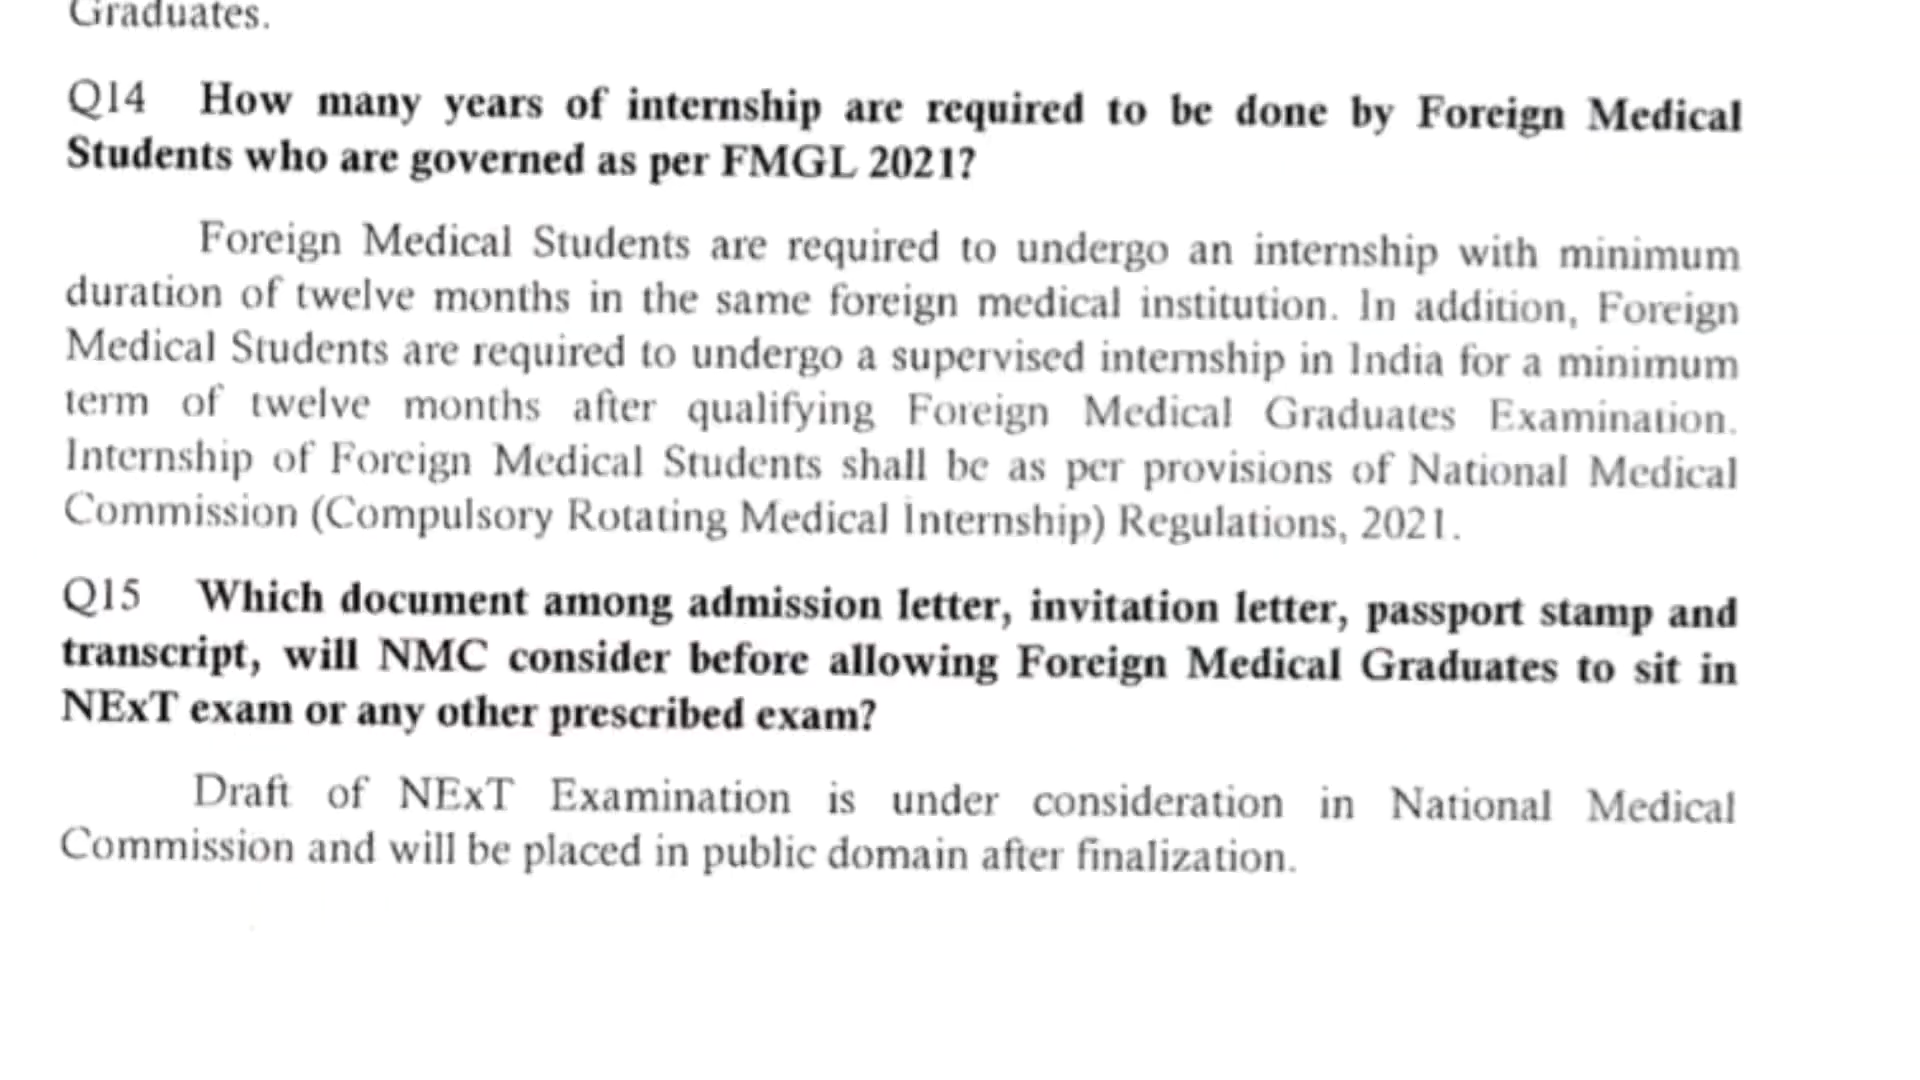 Graduates.
Q14 How many years of internship are required to be done by Foreign Medical
Students who are governed as per FMGL 2021?
Foreign Medical Students are required to undergo an internship with minimum
duration of twelve months in the same foreign medical institution. In addition, Foreign
Medical Students are required to undergo a supervised internship in India for a minimum
term of twelve months after qualifying Foreign Medical Graduates Examination.
Internship of Foreign Medical Students shall be as per provisions of National Medical
Commission (Compulsory Rotating Medical Internship) Regulations, 2021.
Q15 Which document among admission letter, invitation letter, passport stamp and
transcript, will NMC consider before allowing Foreign Medical Graduates to sit in
NExT exam or any other prescribed exam?
Draft of NExT Examination is under consideration in National Medical
Commission and will be placed in public domain after finalization.